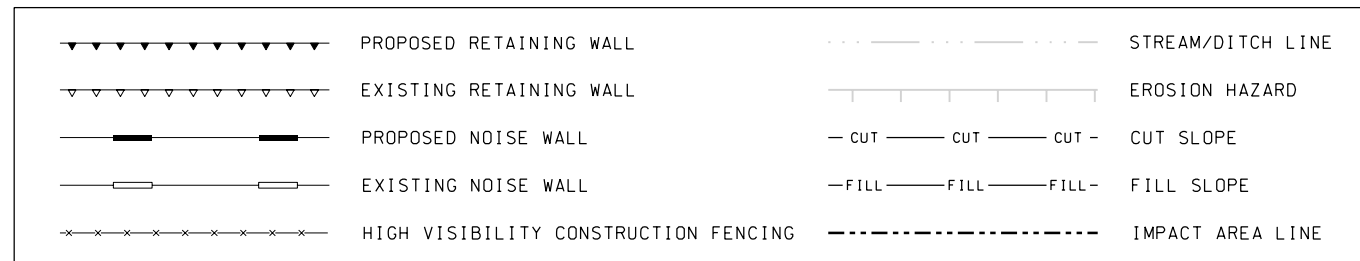 PROPOSED RETAINING WALL
EXISTING RETAINING WALL
PROPOSED NOISE WALL
EXISTING NOISE WALL
HIGH VISIBILITY CONSTRUCTION FENCING
STREAM/DITCH LINE
EROSION HAZARD
CUT CUT CUT CUT SLOPE
FILL FILL FILL FILL SLOPE
IMPACT AREA LINE